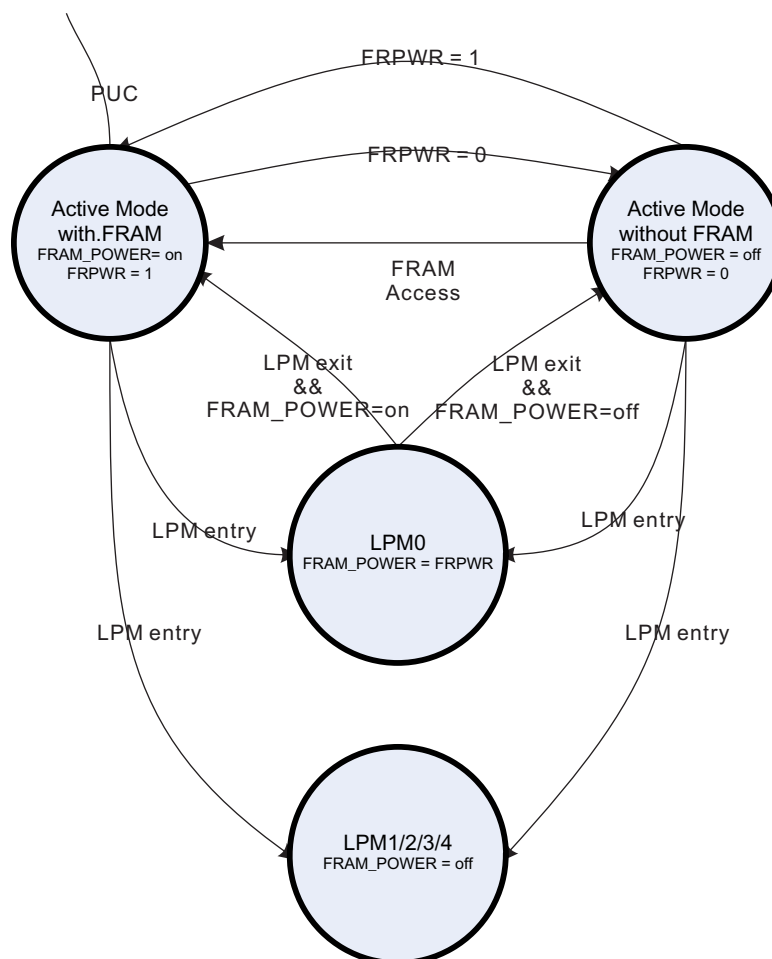 FRPWR = 1
PUC
FRPWR = 0
Active Mode
with.FRAM
FRAM_POWER= on
FRPWR = 1
Active Mode
without FRAM
FRAM_POWER = off
FRPWR = 0
FRAM
Access
LPM exit
&&
FRAM_POWER=on
LPM exit
&&
FRAM_POWER=off
LPM entry
LPM entry
LPM0
FRAM_POWER = FRPWR
LPM entry
LPM entry
LPM1/2/3/4
FRAM_POWER = off